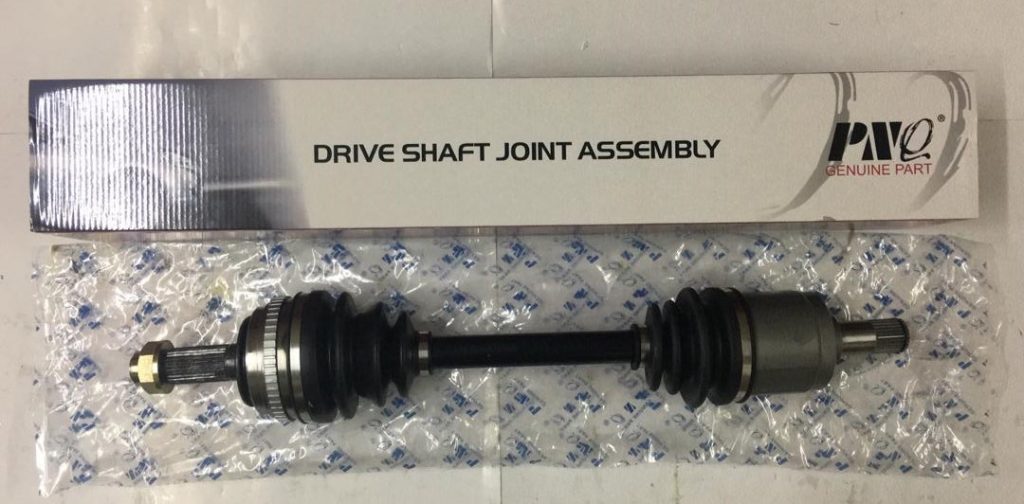 DRIVE SHAFT JOINT ASSEMBLY
PNQ®
GENUINE PART